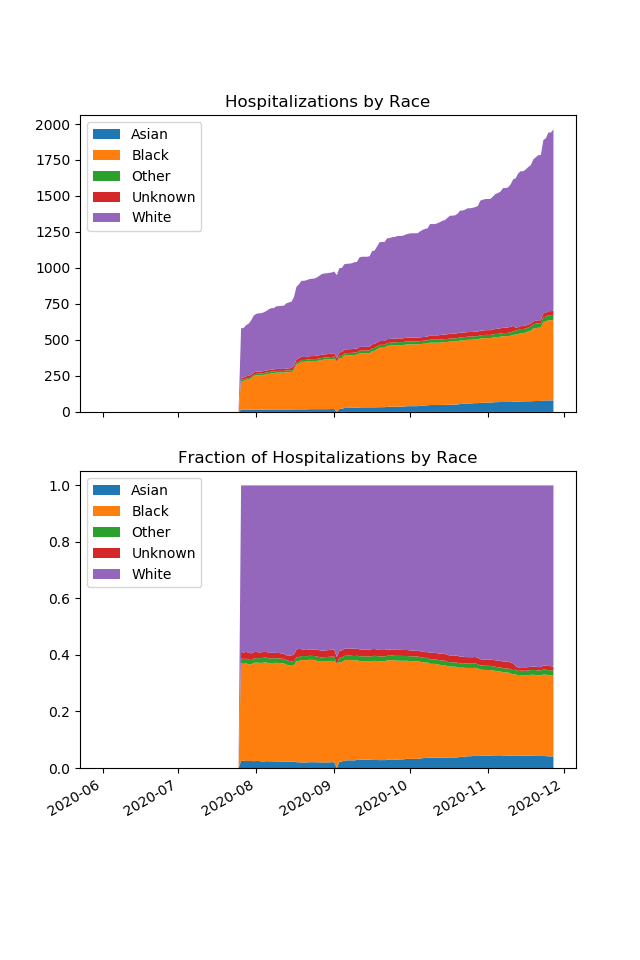 Hospitalizations by Race
2000
1750
1500
1250
1000
750
500
250
0
Asian
Black
Other
Unknown
White
Fraction of Hospitalizations by Race
1.0
0.8
0.6
0.4
0.2
0.0
Asian
Black
Other
Unknown
White
2020-06
2020-07
2020-08
2020-09
2020-10
2020-11
2020-12